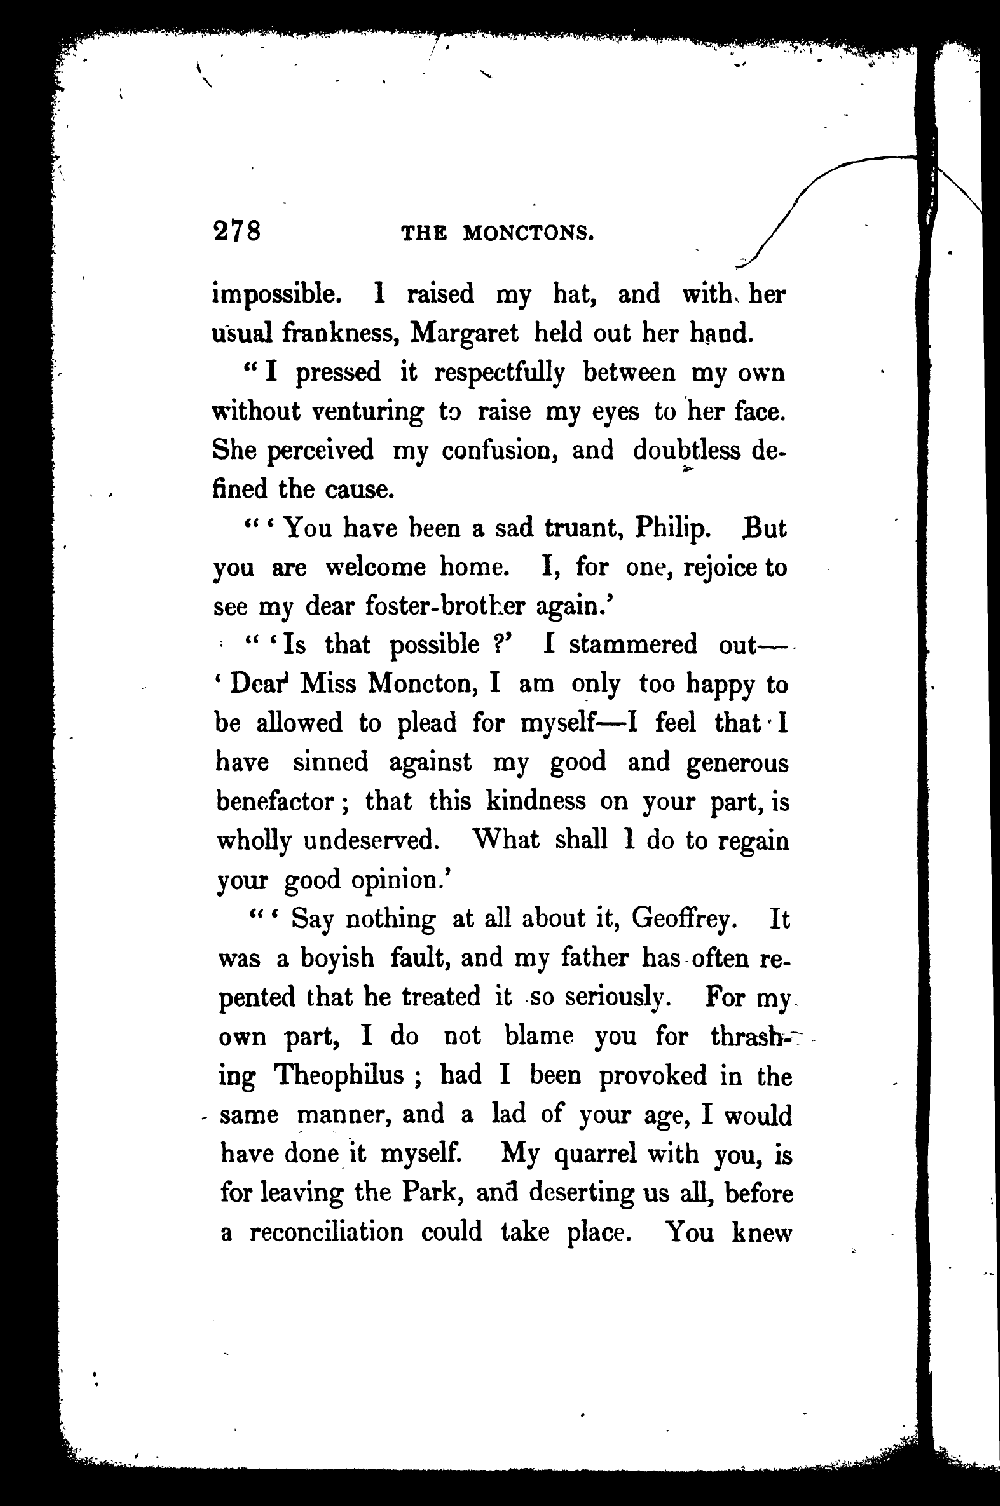 278 THE MONCTONS.
impossible. I raised my hat, and with her
usual frankness, Margaret held out her hand.
“I pressed it respectfully between my own
without venturing to raise my eyes to her face.
She perceived my confusion, and doubtless de-
fined the cause.
“‘You have been a sad truant, Philip. But
you are welcome home. I, for one, rejoice to
see my dear foster-brother again.’
“‘Is that possible?’ I stammered out—
‘Dear Miss Moncton, I am only too happy to
be allowed to plead for myself—I feel that I
have sinned against my good and generous
benefactor; that this kindness on your part, is
wholly undeserved. What shall I do to regain
your good opinion.’
“‘Say nothing at all about it, Geoffrey. It
was a boyish fault, and my father has often re-
pented that he treated it so seriously. For my
own part, I do not blame you for thrash-
ing Theophilus; had I been provoked in the
same manner, and a lad of your age, I would
have done it myself. My quarrel with you, is
for leaving the Park, and deserting us all, before
a reconciliation could take place. You knew